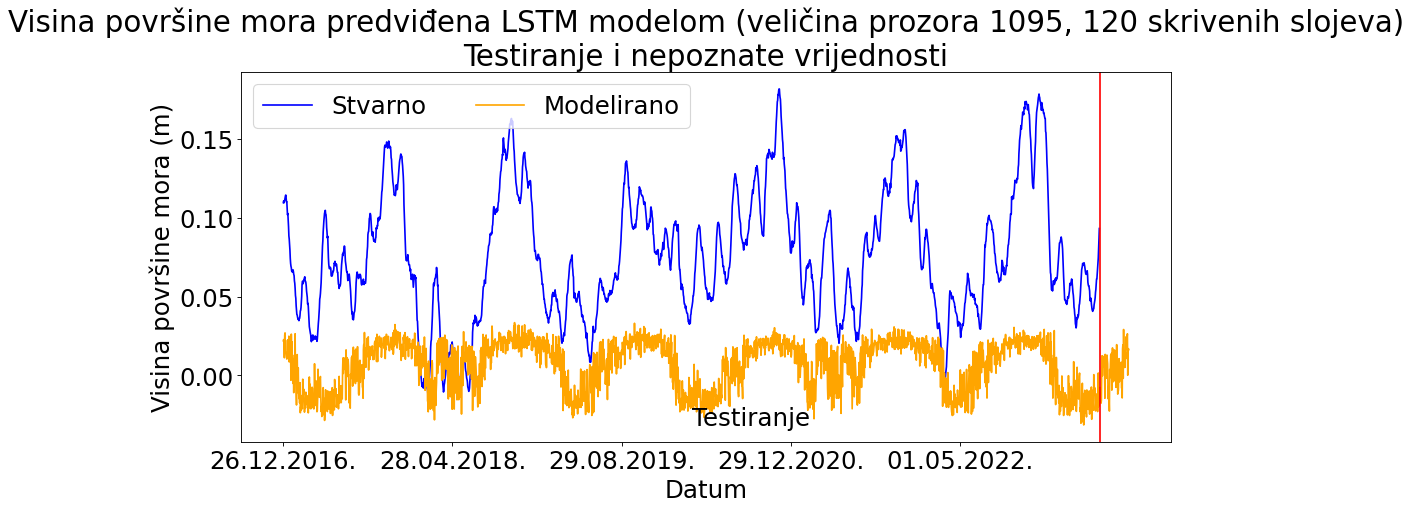 Visina površine mora predviđena LSTM modelom (veličina prozora 1095, 120 skrivenih slojeva)
Testiranje i nepoznate vrijednosti
Stvarno Modelirano
Visina površine mora (m)
0.15
0.10
0.05
0.00
Testiranje
26.12.2016. 28.04.2018. 29.08.2019. 29.12.2020. 01.05.2022.
Datum